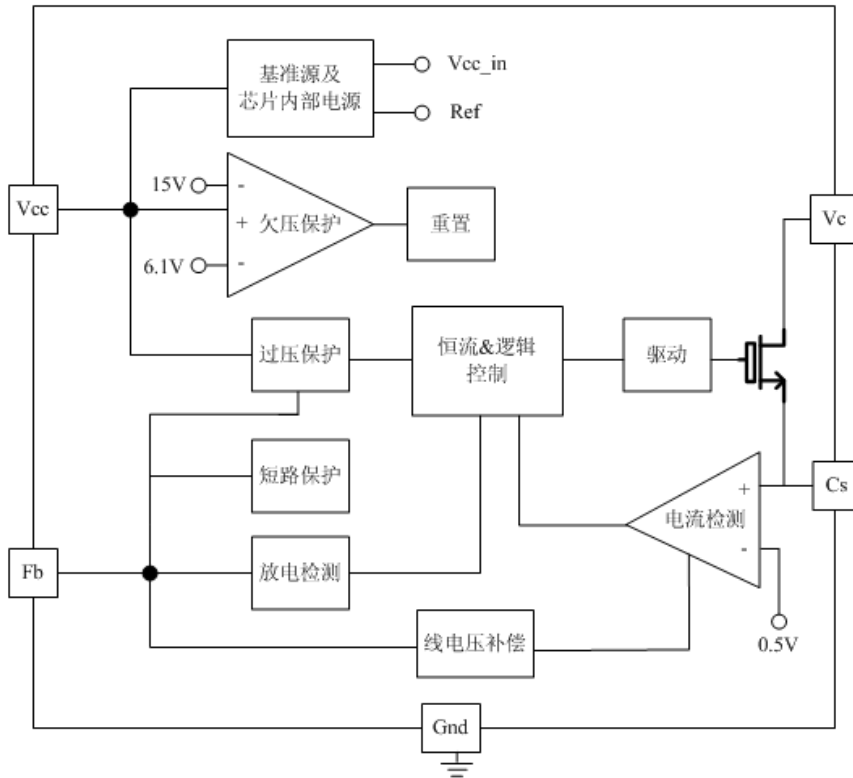 基准源及
芯片内部电源
Vcc_in
Ref
15V
-
Vcc
+
欠压保护
重置
Vc
6.1V
-
过压保护
恒流&逻辑
控制
驱动
短路保护
+
Cs
电流检测
-
Fb
放电检测
线电压补偿
0.5V
Gnd